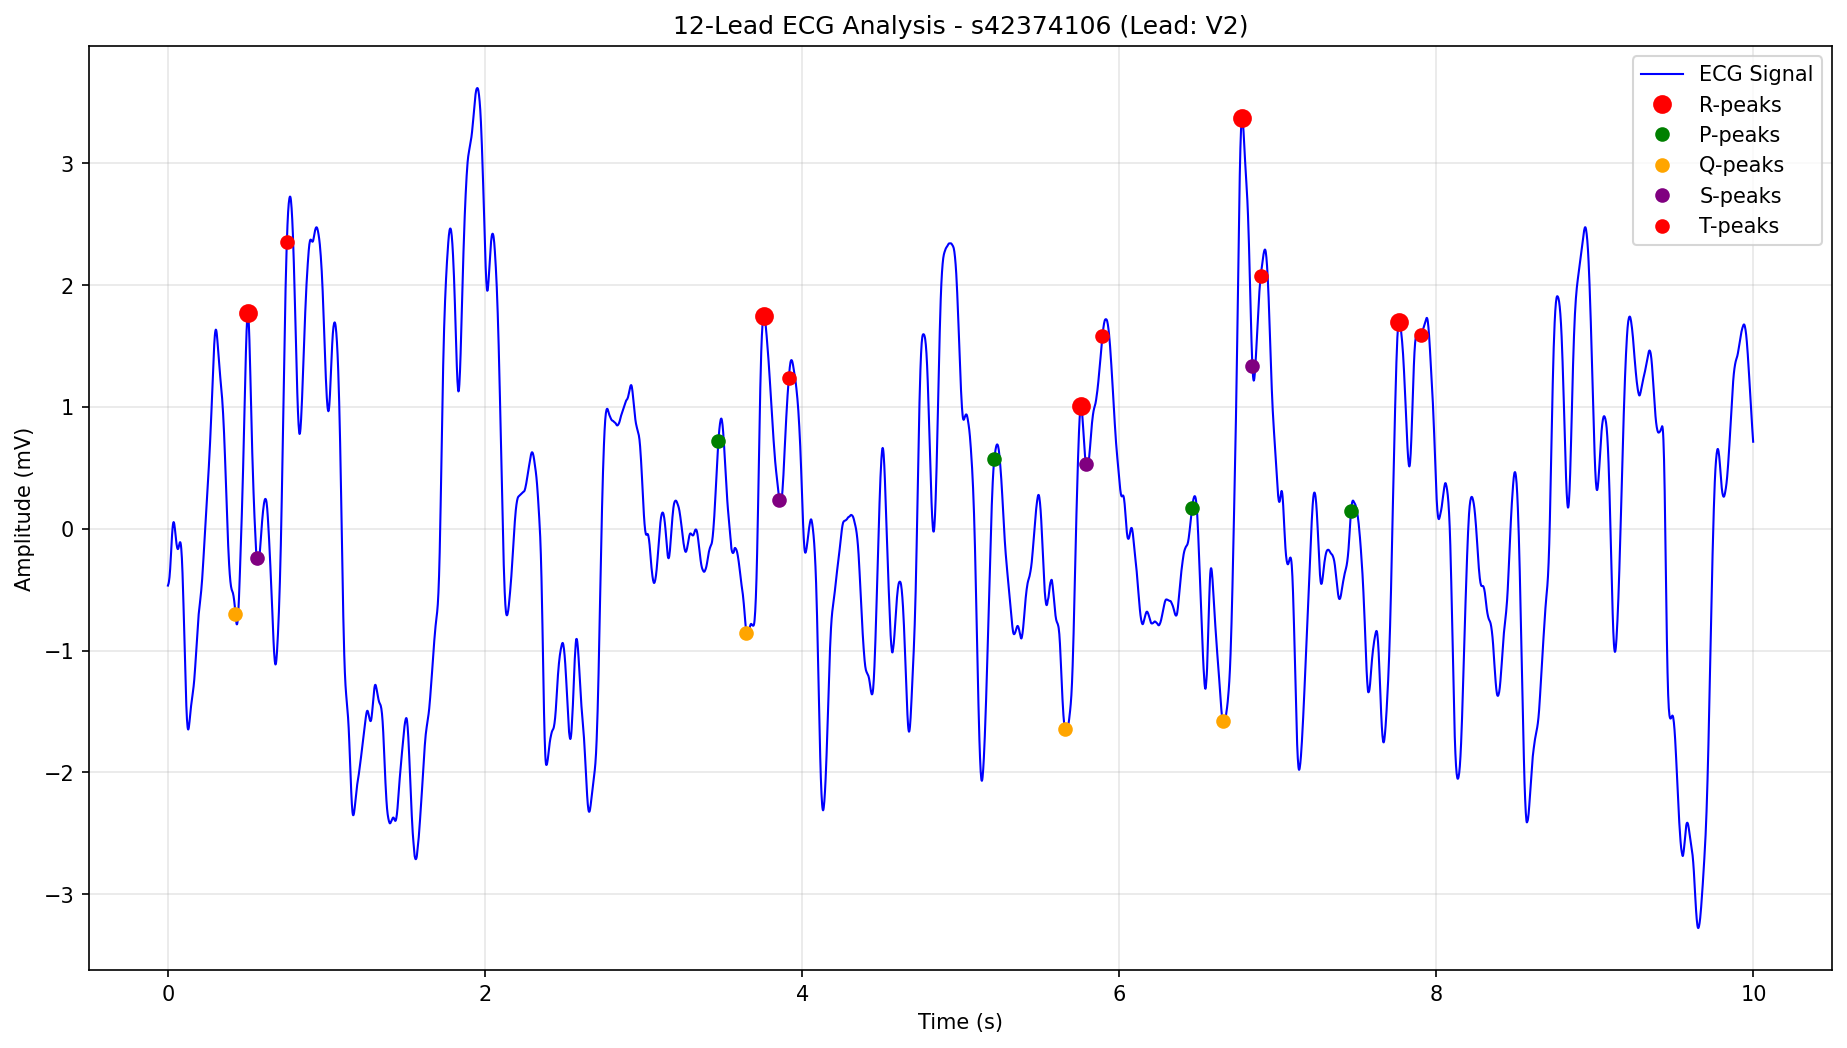 12-Lead ECG Analysis - s42374106 (Lead: V2)
ECG Signal
R-peaks
P-peaks
Q-peaks
S-peaks
T-peaks
Amplitude (mV)
3
2
1
0
−1
−2
−3
0
2
4
6
8
10
Time (s)